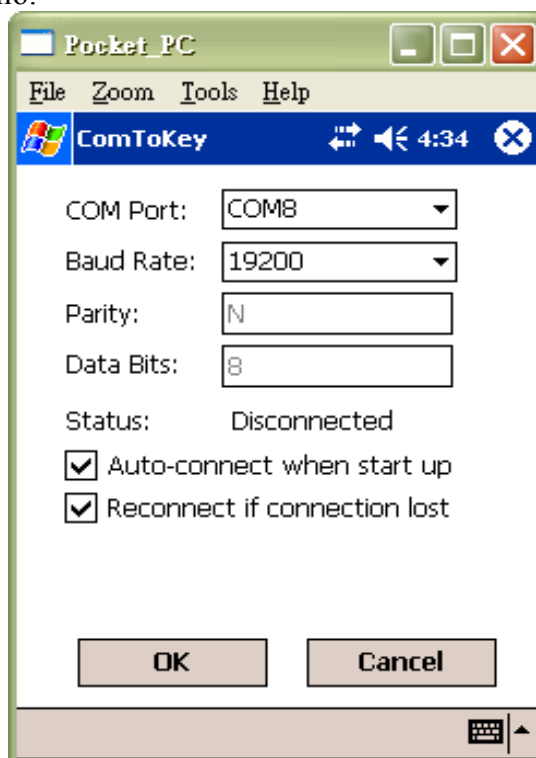 Pocket_PC
File Zoom Tools Help
ComToKey 4:34
COM Port: COM8
Baud Rate: 19200
Parity: N
Data Bits: 8
Status: Disconnected
Auto-connect when start up
Reconnect if connection lost
OK Cancel